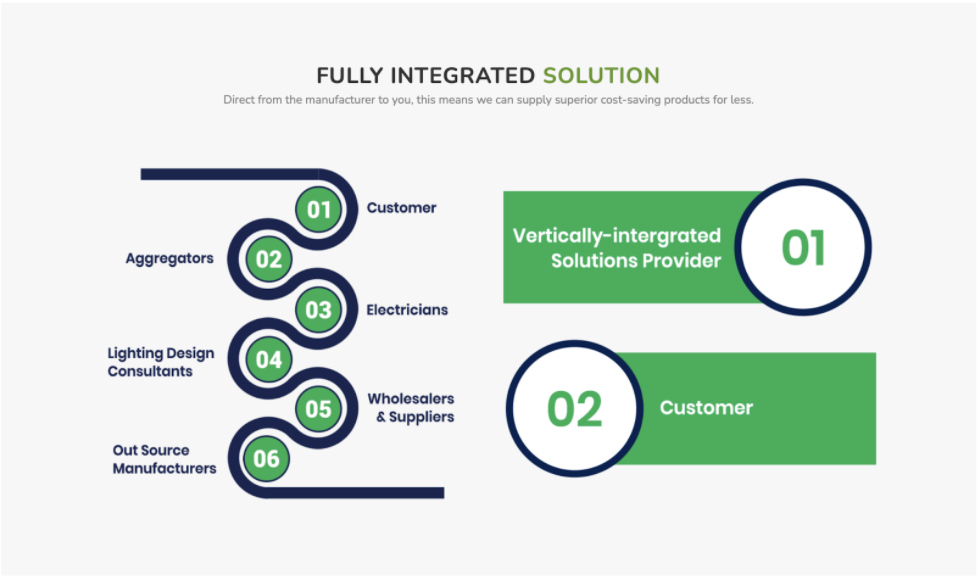 FULLY INTEGRATED SOLUTION
Direct from the manufacturer to you, this means we can supply superior cost-saving products for less.
01
Customer
Aggregators
02
03
Electricians
Lighting Design
Consultants
04
05
Wholesalers
& Suppliers
Out Source
Manufacturers
06
Vertically-intergrated
Solutions Provider
01
02
Customer